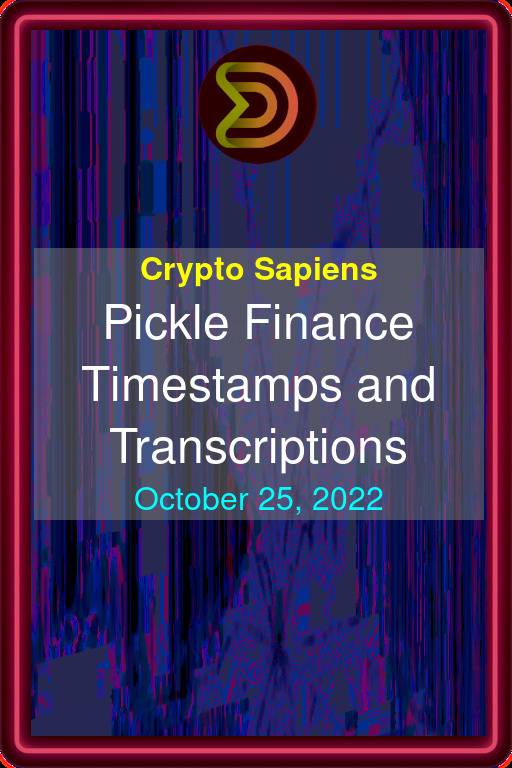 Crypto Sapiens
Pickle Finance
Timestamps and
Transcriptions
October 25, 2022